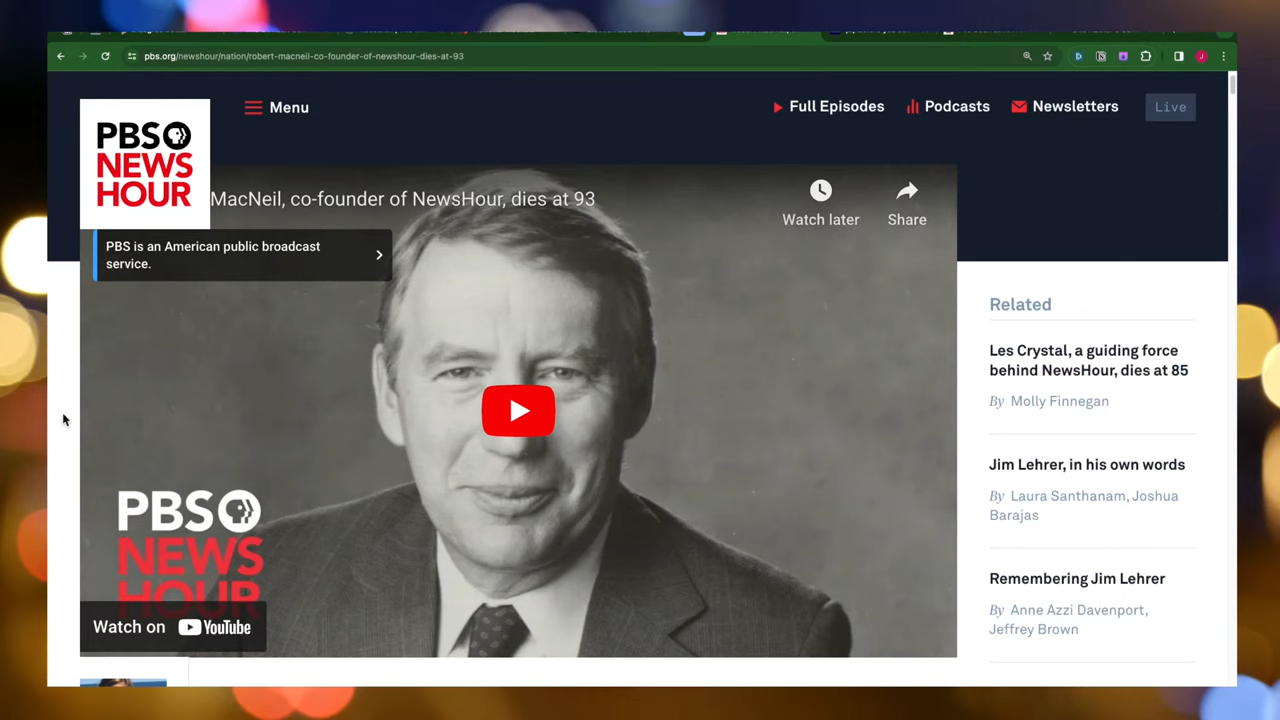 pbs.org/newshour/nation/robert-macneil-co-founder-of-newshour-dies-at-93
J
PBS
NEWS
HOUR
Menu
Full Episodes
Podcasts
Newsletters
Live
MacNeil, co-founder of NewsHour, dies at 93
Watch later
Share
PBS is an American public broadcast
service.
PBS
NEWS
HOUR
Watch on YouTube
Related
Les Crystal, a guiding force
behind NewsHour, dies at 85
By Molly Finnegan
Jim Lehrer, in his own words
By Laura Santhanam, Joshua
Barajas
Remembering Jim Lehrer
By Anne Azzi Davenport,
Jeffrey Brown